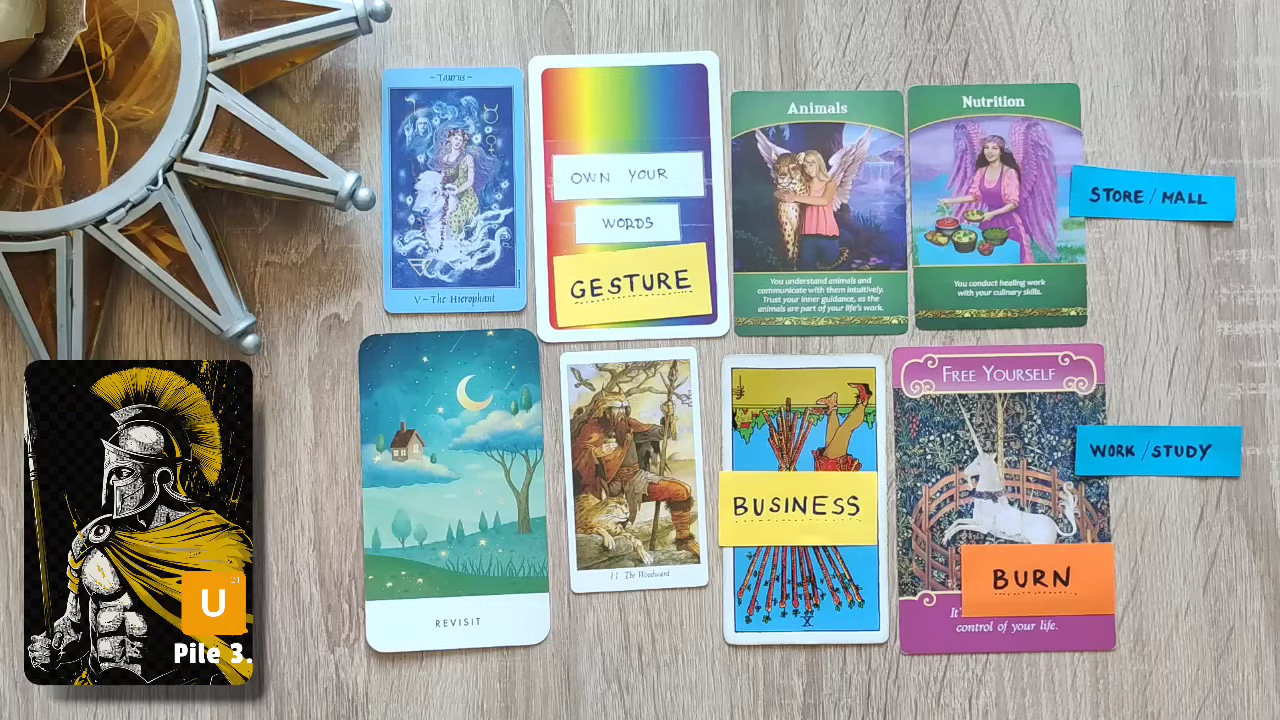 ~Taurus~
V ~ The Hierophant
OWN YOUR
WORDS
GESTURE
Animals
You understand animals and
communicate with them intuitively.
Trust your inner guidance, as the
animals are part of your life's work.
Nutrition
You conduct healing work
with your culinary skills.
STORE / MALL
REVISIT
11 The Woodward
BUSINESS
X
FREE YOURSELF
BURN
control of your life.
WORK / STUDY
U
21
Pile 3.